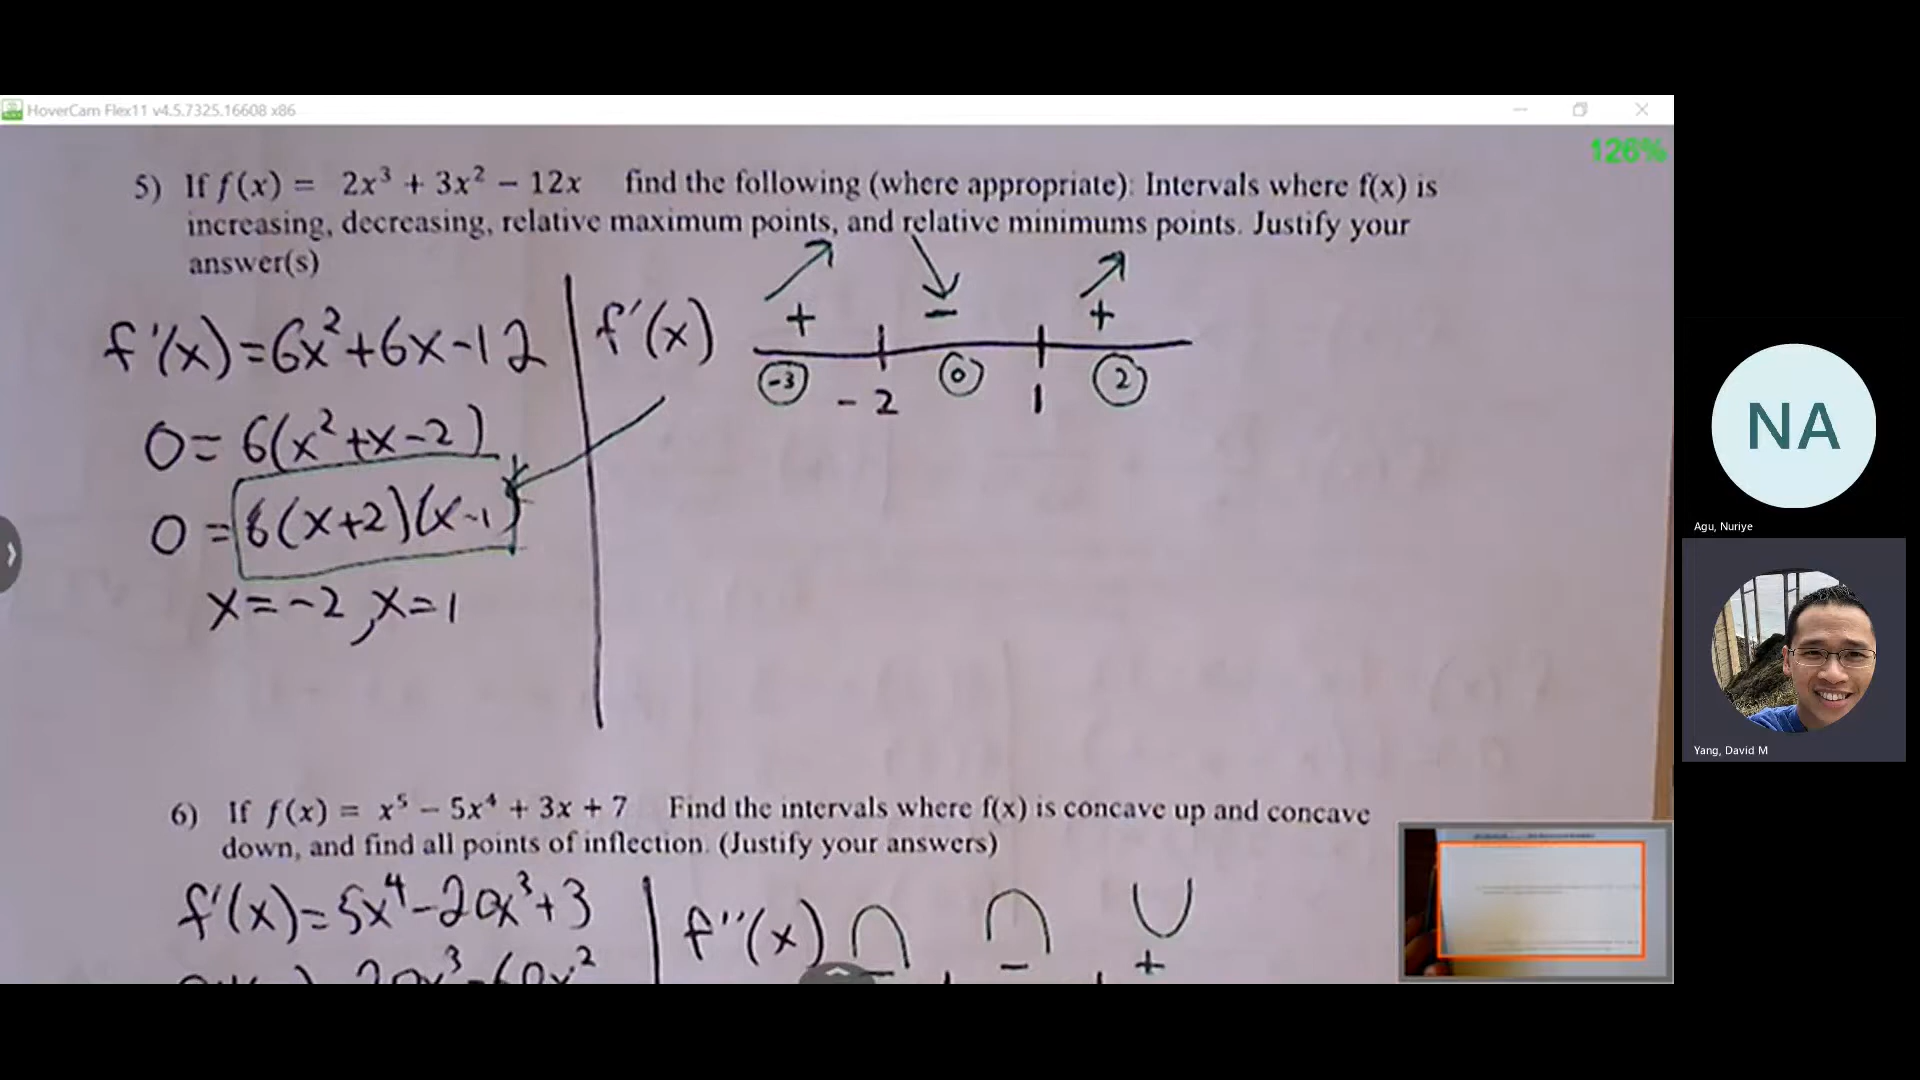 HoverCam Flex11 v4.5.7325.16608 x86
126%
5) If f(x) = 2x³ + 3x² − 12x find the following (where appropriate): Intervals where f(x) is
increasing, decreasing, relative maximum points, and relative minimums points. Justify your
answer(s)
f'(x)=6x²+6x-12
0=6(x²+x-2)
0=6(x+2)(x-1)
x=-2, x=1
f'(x)
+ - +
-3 0 2
-2 1
6) If f(x) = x⁵ − 5x⁴ + 3x + 7 Find the intervals where f(x) is concave up and concave
down, and find all points of inflection. (Justify your answers)
f'(x)=5x⁴-20x³+3
f''(x)
- - +
NA
Agu, Nuriye
Yang, David M